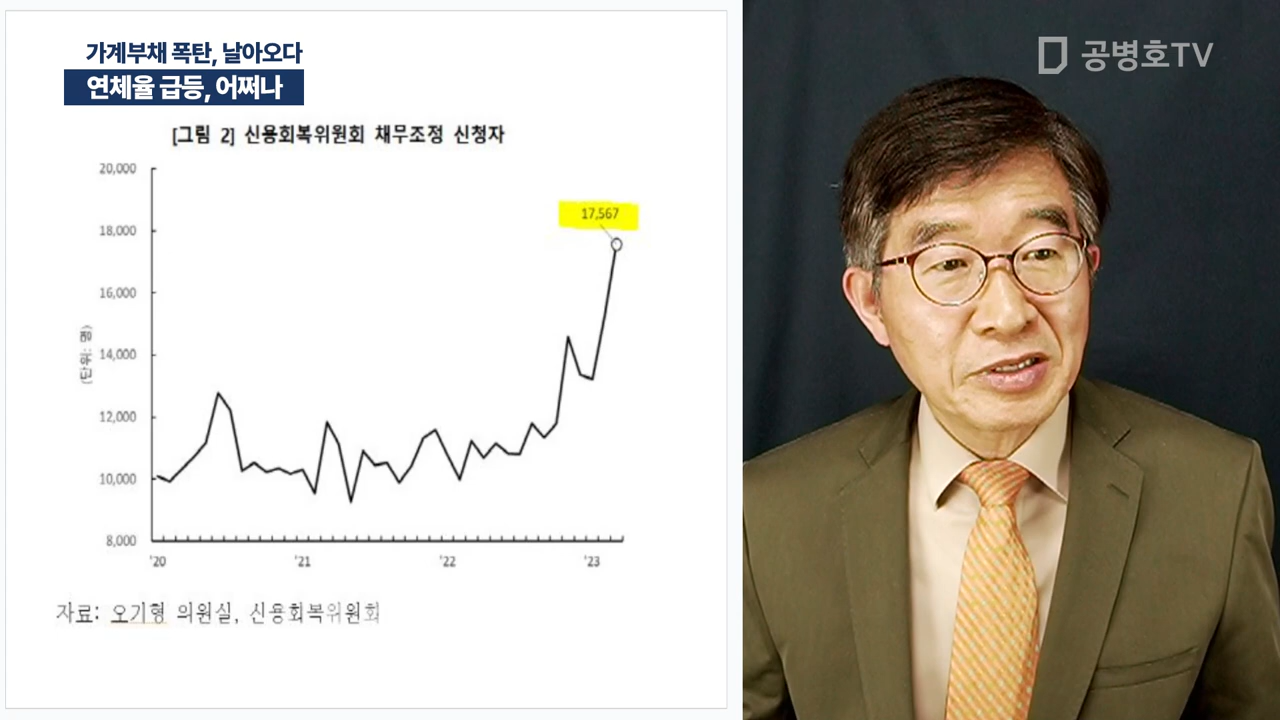 가계부채 폭탄, 날아오다
연체율 급등, 어쩌나
공병호TV
[그림 2] 신용회복위원회 채무조정 신청자
(단위: 명)
20,000
18,000
16,000
14,000
12,000
10,000
8,000
17,567
'20 '21 '22 '23
자료: 오기형 의원실, 신용회복위원회